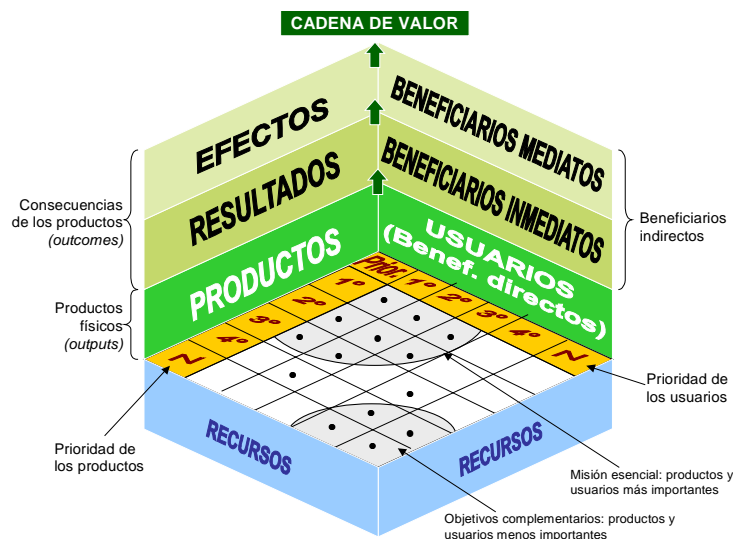 CADENA DE VALOR
EFECTOS
BENEFICIARIOS MEDIATOS
RESULTADOS
BENEFICIARIOS INMEDIATOS
PRODUCTOS
USUARIOS
(Benef. directos)
Consecuencias
de los productos
(outcomes)
Beneficiarios
indirectos
Productos
físicos
(outputs)
Prior.
1º
2º
3º
4º
N
1º
2º
3º
4º
N
Prioridad de
los usuarios
Prioridad de
los productos
RECURSOS
RECURSOS
Misión esencial: productos y
usuarios más importantes
Objetivos complementarios: productos y
usuarios menos importantes